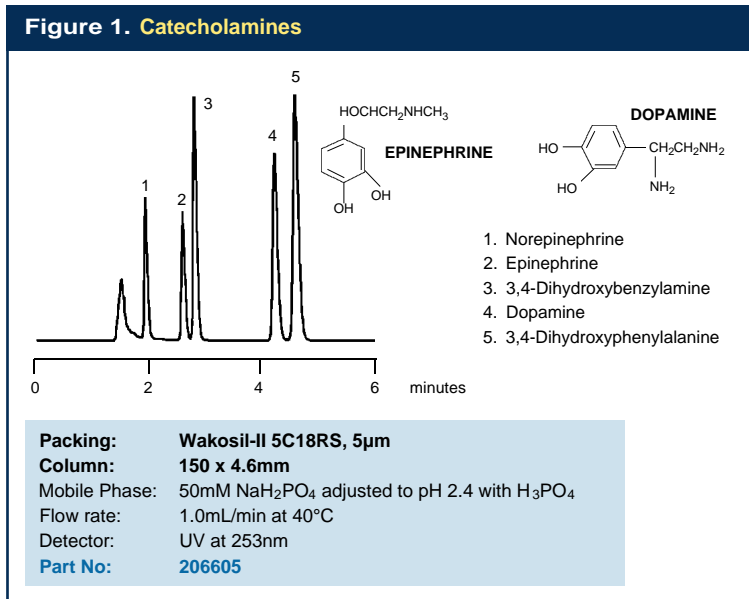 Figure 1. Catecholamines
1
2
3
4
5
HOCHCH₂NHCH₃
EPINEPHRINE
OH
OH
DOPAMINE
HO
HO
CCH₂CH₂NH₂
NH₂
1. Norepinephrine
2. Epinephrine
3. 3,4-Dihydroxybenzylamine
4. Dopamine
5. 3,4-Dihydroxyphenylalanine
0 2 4 6 minutes
Packing: Wakosil-II 5C18RS, 5µm
Column: 150 x 4.6mm
Mobile Phase: 50mM NaH₂PO₄ adjusted to pH 2.4 with H₃PO₄
Flow rate: 1.0mL/min at 40°C
Detector: UV at 253nm
Part No: 206605